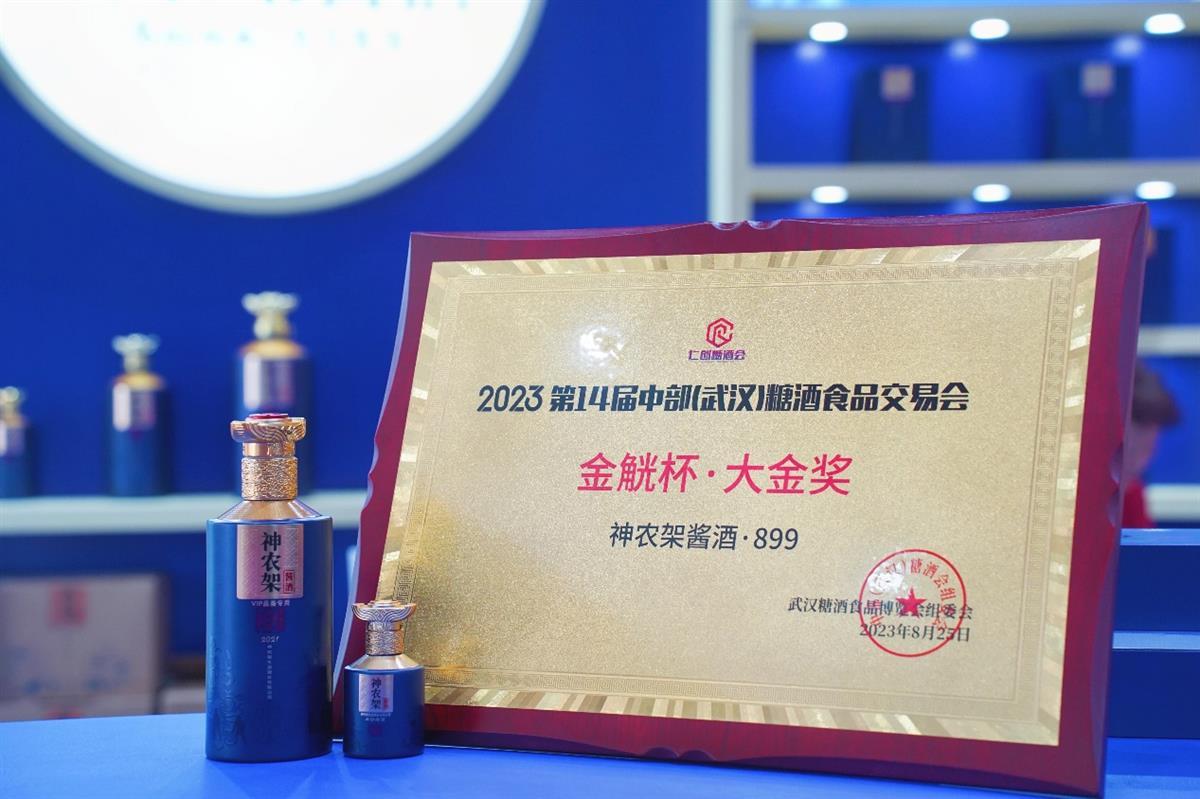 仁创糖酒会
2023 第14届中部(武汉)糖酒食品交易会
金觥杯·大金奖
神农架酱酒·899
武汉糖酒食品博览会组委会
2023年8月25日
神农架
酱酒
VIP品鉴专用
2021
神农架